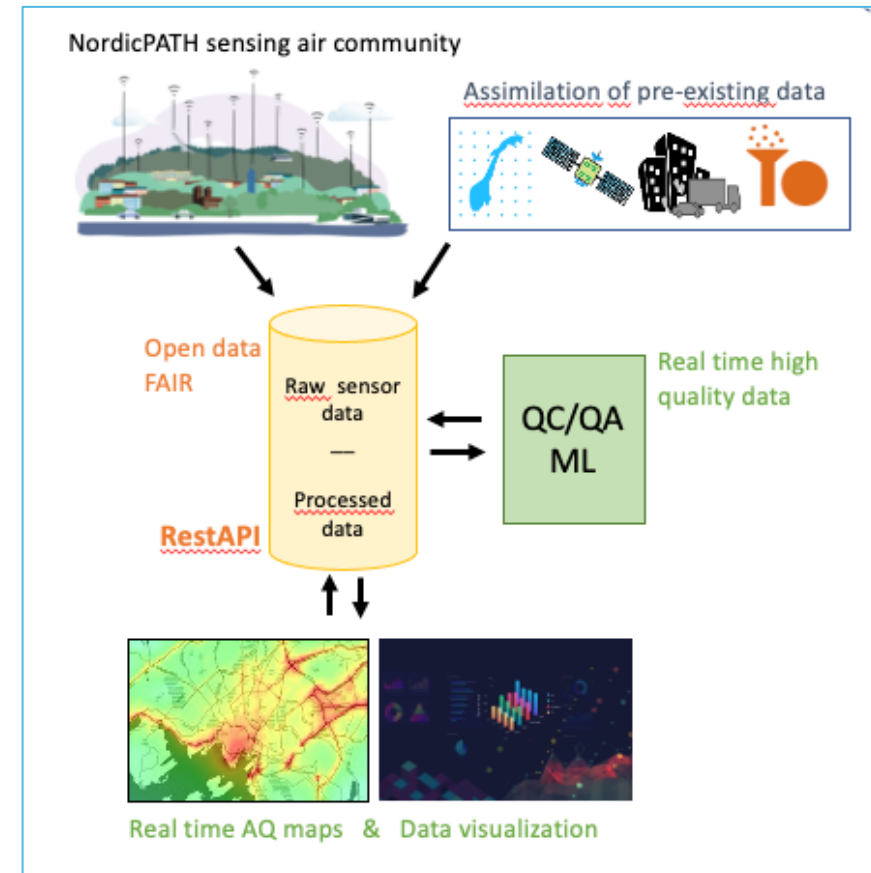 NordicPATH sensing air community
Assimilation of pre-existing data
Open data
FAIR
Raw sensor
data
—
Processed
data
RestAPI
QC/QA
ML
Real time high
quality data
Real time AQ maps & Data visualization